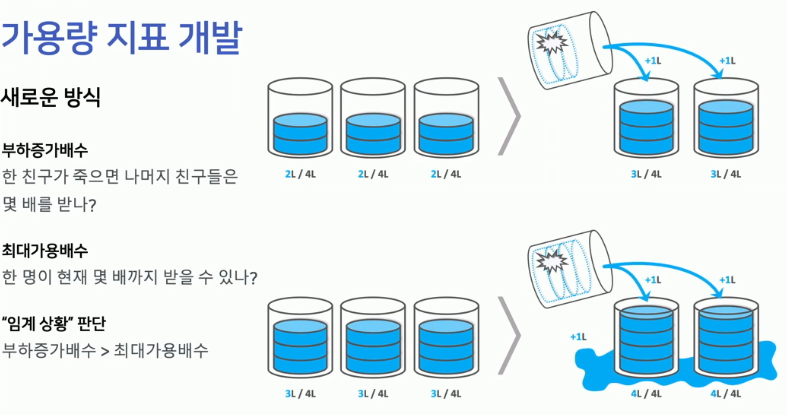 가용량 지표 개발
새로운 방식
부하증가배수
한 친구가 죽으면 나머지 친구들은
몇 배를 받나?
최대가용배수
한 명이 현재 몇 배까지 받을 수 있나?
“임계 상황” 판단
부하증가배수 > 최대가용배수
2L / 4L
2L / 4L
2L / 4L
+1L
+1L
3L / 4L
3L / 4L
3L / 4L
3L / 4L
3L / 4L
+1L
+1L
+1L
4L / 4L
4L / 4L